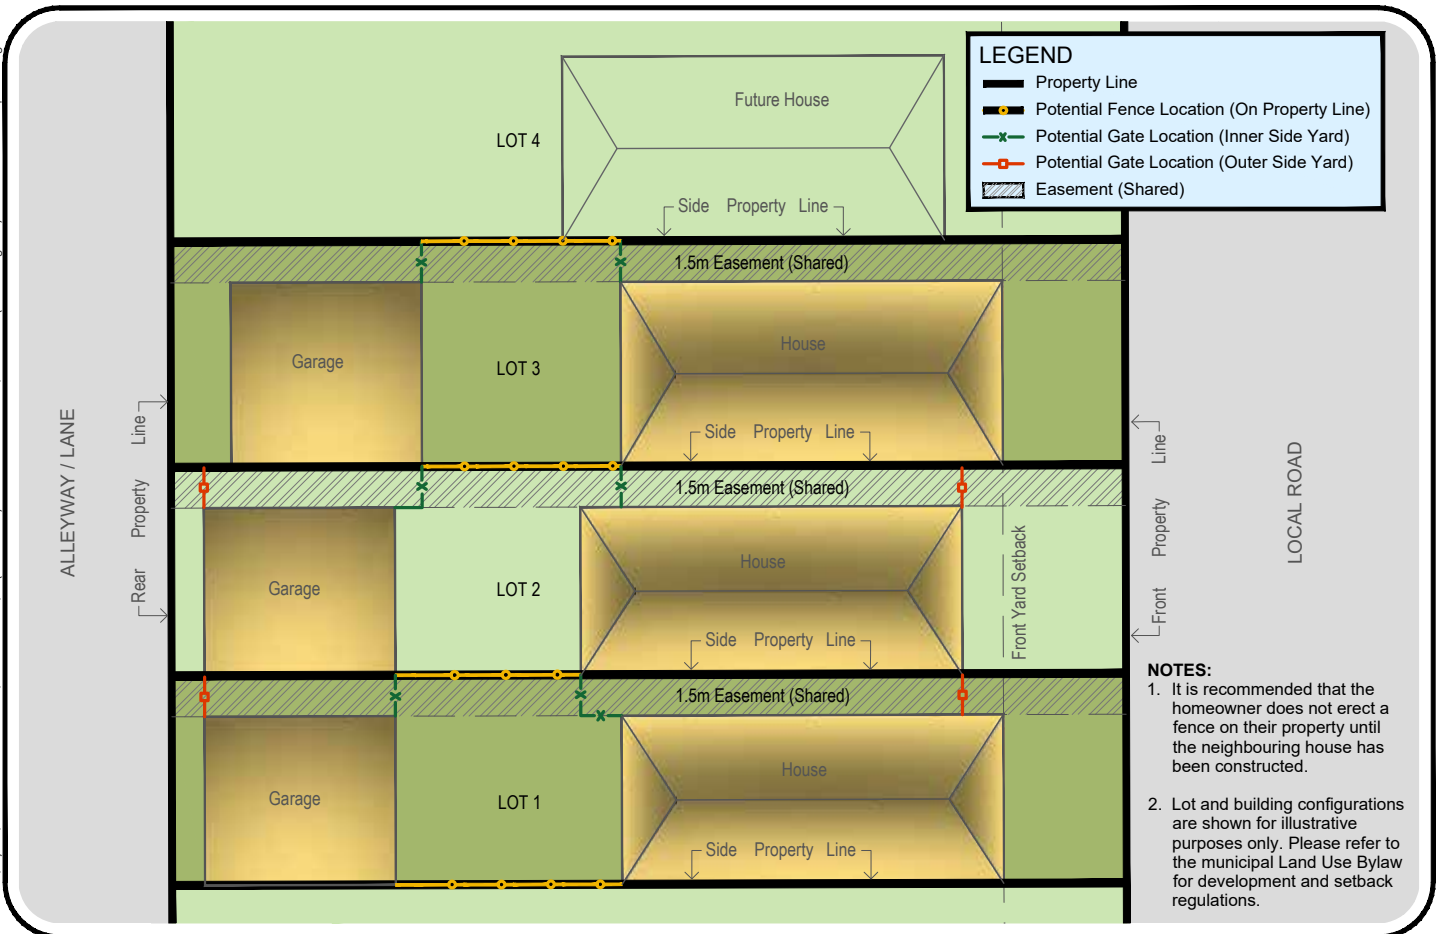 LEGEND
Property Line
Potential Fence Location (On Property Line)
Potential Gate Location (Inner Side Yard)
Potential Gate Location (Outer Side Yard)
Easement (Shared)
Future House
LOT 4
Side Property Line
1.5m Easement (Shared)
Garage
LOT 3
House
Side Property Line
1.5m Easement (Shared)
Garage
LOT 2
House
Side Property Line
1.5m Easement (Shared)
Garage
LOT 1
House
Side Property Line
ALLEYWAY / LANE
Rear Property Line
Front Yard Setback
Front Property Line
LOCAL ROAD
NOTES:
1. It is recommended that the
homeowner does not erect a
fence on their property until
the neighbouring house has
been constructed.
2. Lot and building configurations
are shown for illustrative
purposes only. Please refer to
the municipal Land Use Bylaw
for development and setback
regulations.